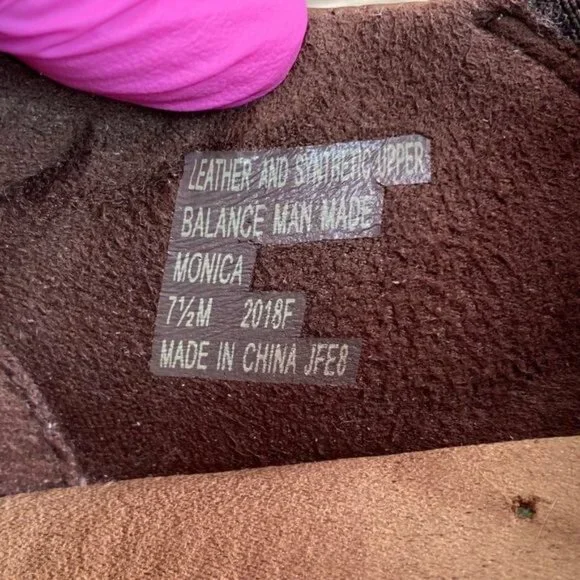 LEATHER AND SYNTHETIC UPPER
BALANCE MAN MADE
MONICA
7½M 2018F
MADE IN CHINA JFE8